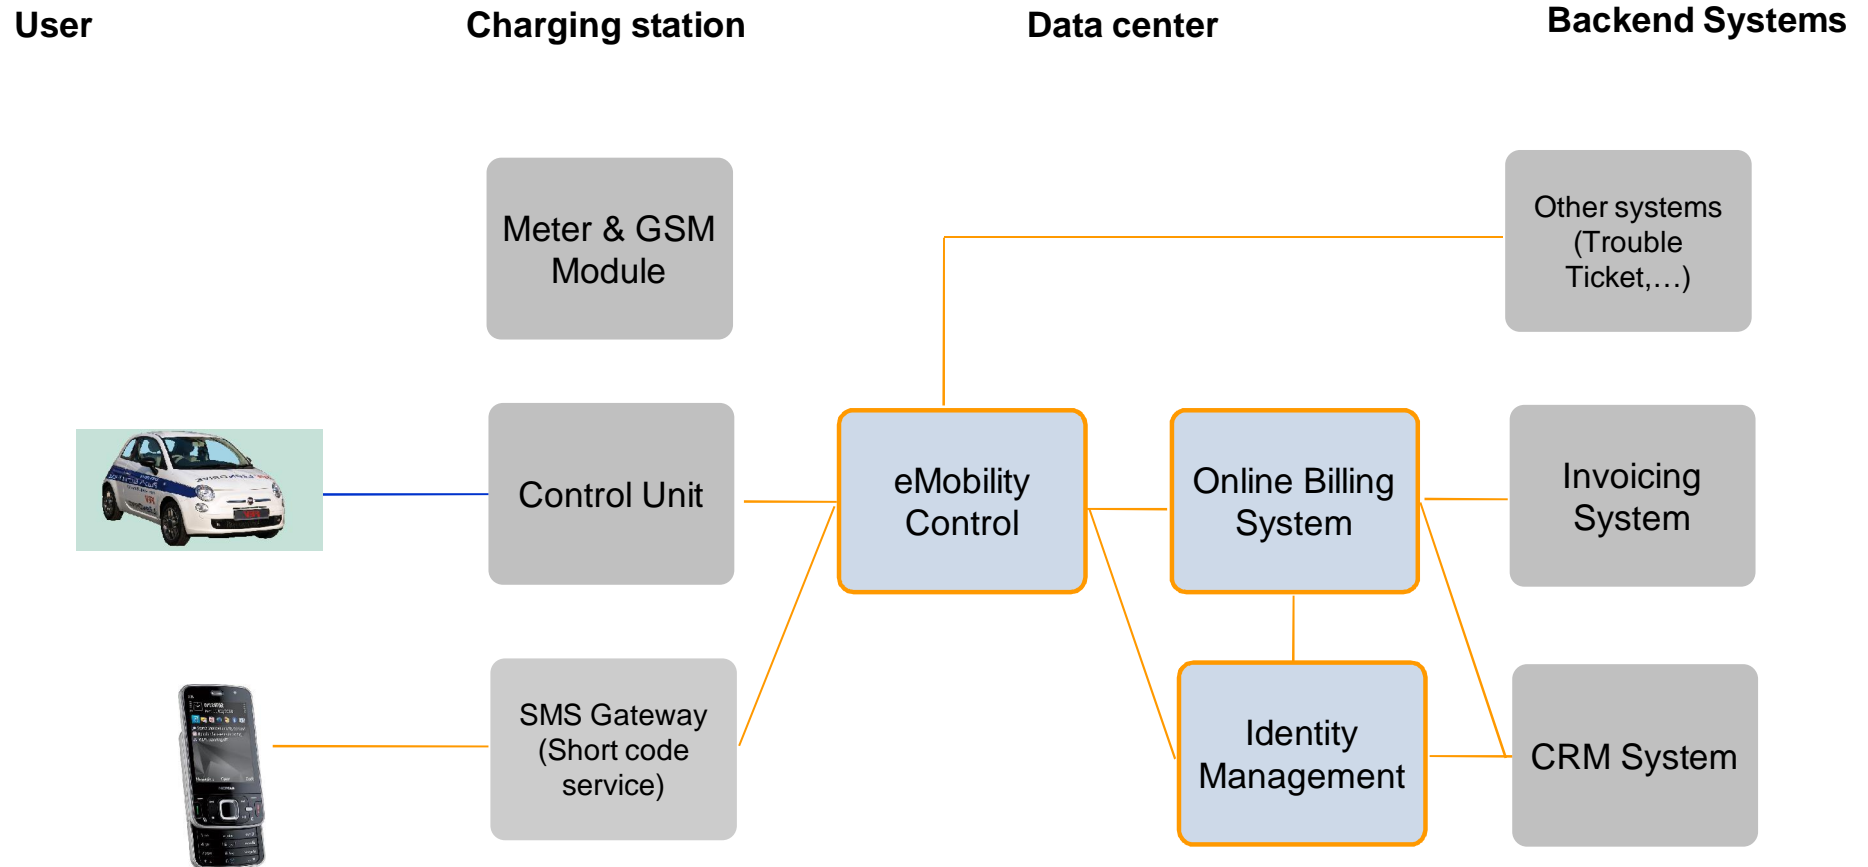 User
Charging station
Data center
Backend Systems
Meter & GSM
Module
Other systems
(Trouble
Ticket,…)
Control Unit
eMobility
Control
Online Billing
System
Invoicing
System
SMS Gateway
(Short code
service)
Identity
Management
CRM System